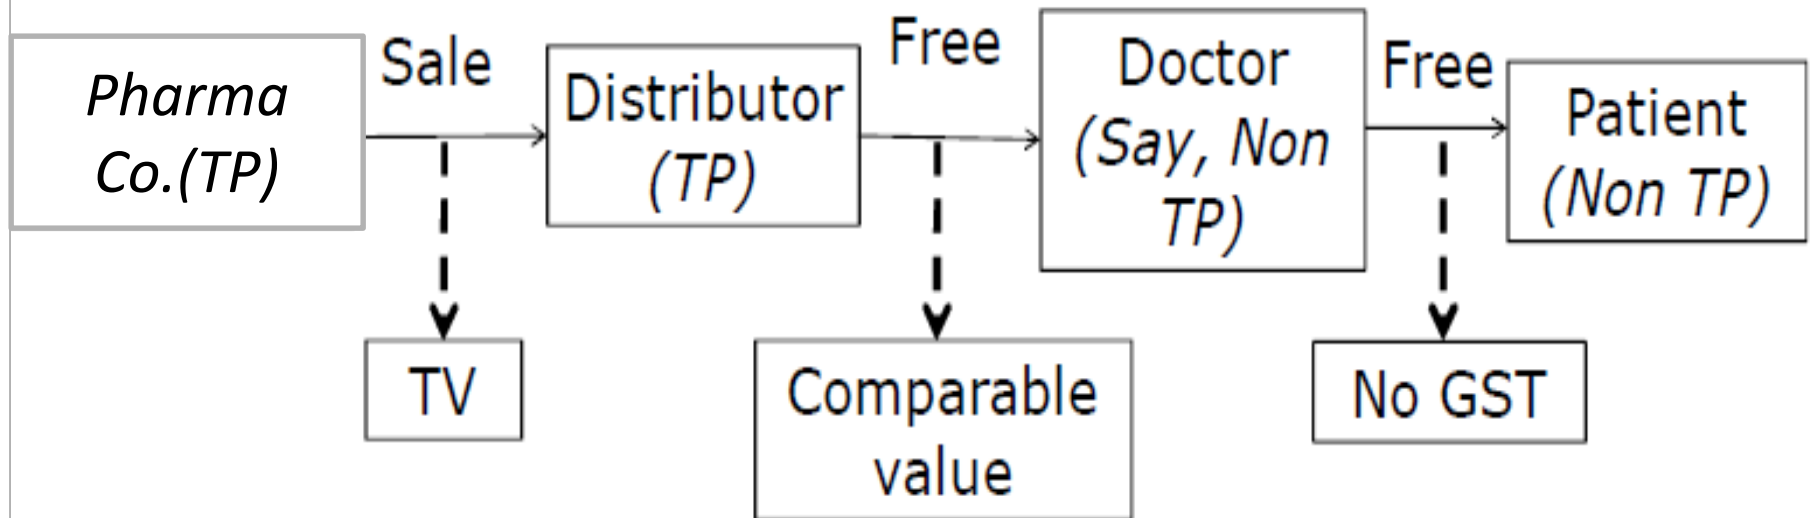 Pharma
Co.(TP)
Sale
Distributor
(TP)
Free
Doctor
(Say, Non
TP)
Free
Patient
(Non TP)
TV
Comparable
value
No GST